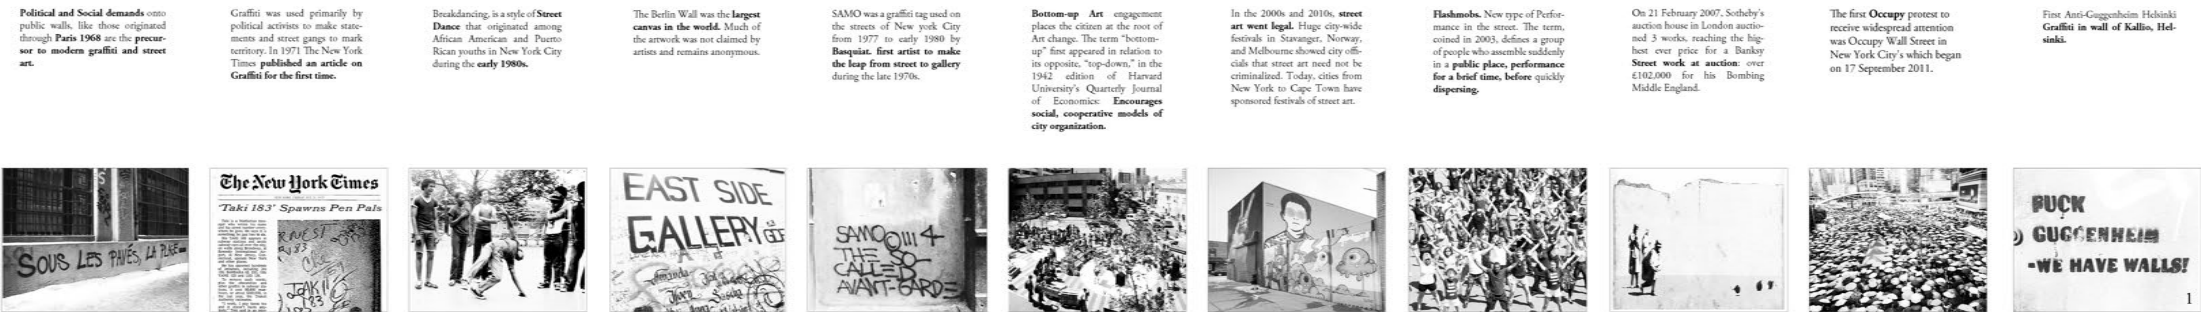 Political and Social demands onto
public walls, like those originated
through Paris 1968 are the precur-
sor to modern graffiti and street
art.
Graffiti was used primarily by
political activists to make state-
ments and street gangs to mark
territory. In 1971 The New York
Times published an article on
Graffiti for the first time.
Breakdancing, is a style of Street
Dance that originated among
African American and Puerto
Rican youths in New York City
during the early 1980s.
The Berlin Wall was the largest
canvas in the world. Much of
the artwork was not claimed by
artists and remains anonymous.
SAMO was a graffiti tag used on
the streets of New york City
from 1977 to early 1980 by
Basquiat. first artist to make
the leap from street to gallery
during the late 1970s.
Bottom-up Art engagement
places the citizen at the root of
Art change. The term “bottom-
up” first appeared in relation to
its opposite, “top-down,” in the
1942 edition of Harvard
University's Quarterly Journal
of Economics: Encourages
social, cooperative models of
city organization.
In the 2000s and 2010s, street
art went legal. Huge city-wide
festivals in Stavanger, Norway,
and Melbourne showed city offi-
cials that street art need not be
criminalized. Today, cities from
New York to Cape Town have
sponsored festivals of street art.
Flashmobs. New type of Perfor-
mance in the street. The term,
coined in 2003, defines a group
of people who assemble suddenly
in a public place, performance
for a brief time, before quickly
dispersing.
On 21 February 2007, Sotheby's
auction house in London auctio-
ned 3 works, reaching the hig-
hest ever price for a Banksy
Street work at auction: over
£102,000 for his Bombing
Middle England.
The first Occupy protest to
receive widespread attention
was Occupy Wall Street in
New York City's which began
on 17 September 2011.
First Anti-Guggenheim Helsinki
Graffiti in wall of Kallio, Hel-
sinki.
SOUS LES PAVÉS, LA PLAGE
The New York Times
'Taki 183' Spawns Pen Pals
EAST SIDE
GALLERY
SAMO©
THE SO
CALLED
AVANT-GARDE
FUCK
GUGGENHEIM
-WE HAVE WALLS!
1